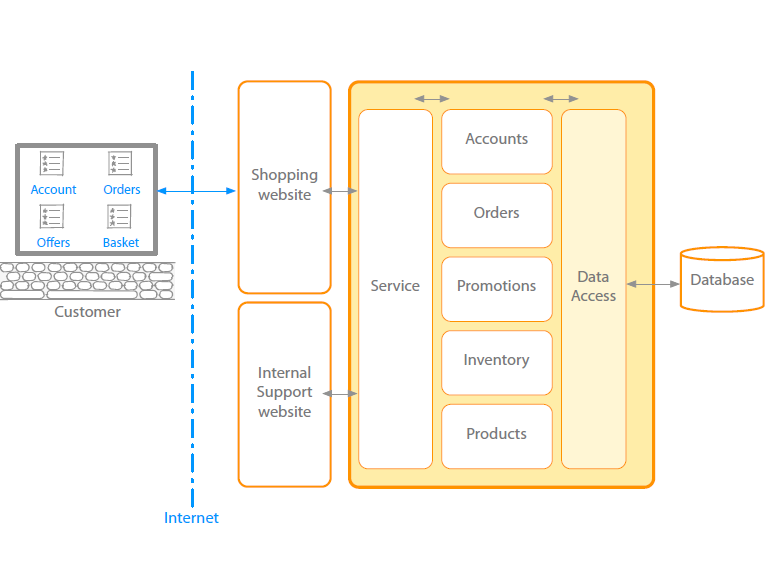 Account
Orders
Offers
Basket
Customer
Internet
Shopping
website
Internal
Support
website
Service
Accounts
Orders
Promotions
Inventory
Products
Data
Access
Database